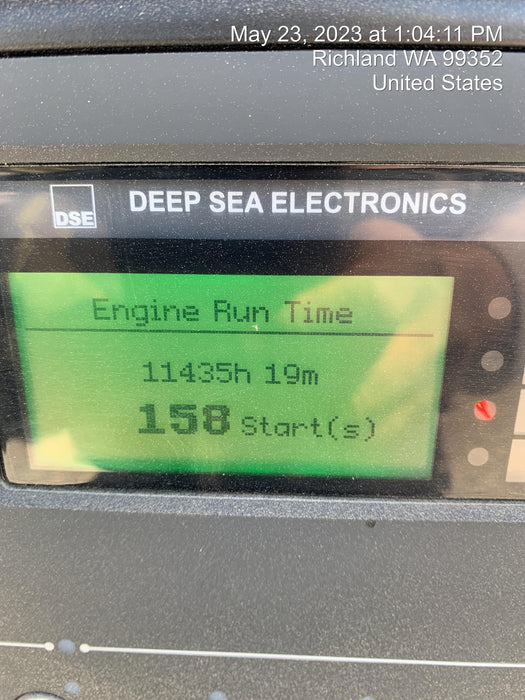 May 23, 2023 at 1:04:11 PM
Richland WA 99352
United States
DSE DEEP SEA ELECTRONICS
Engine Run Time
11435h 19m
158 Start(s)